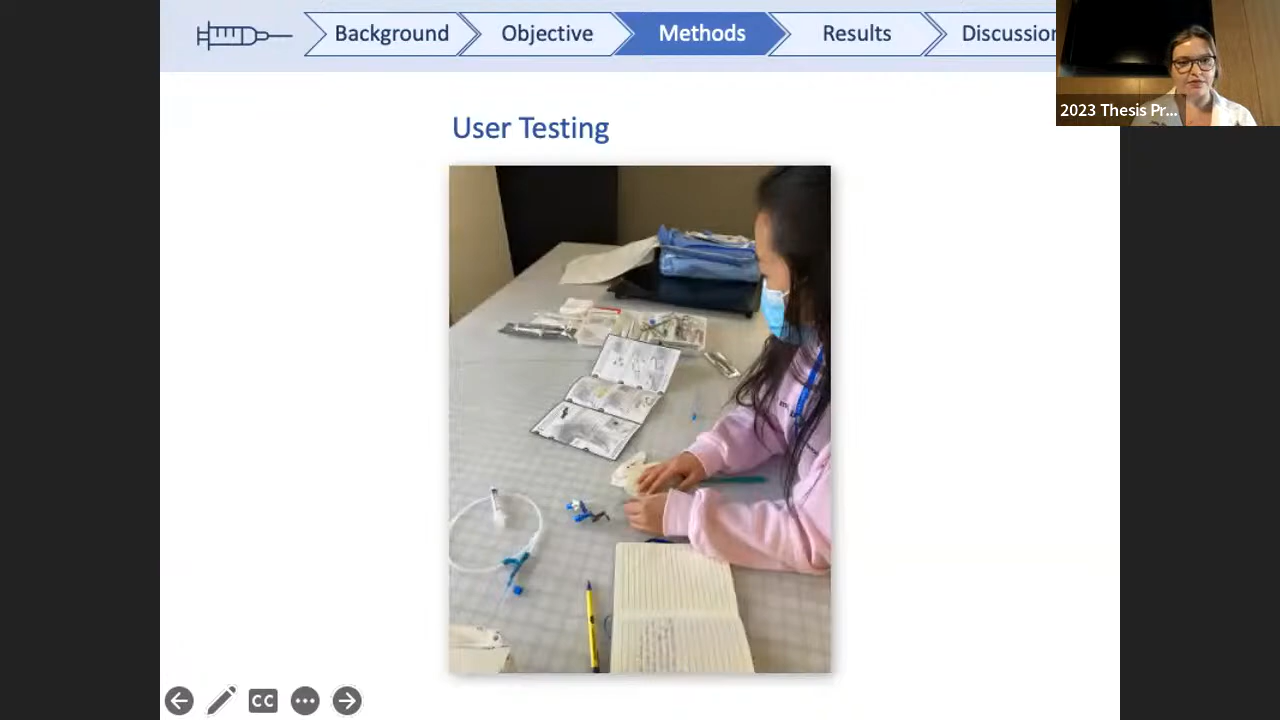 Background
Objective
Methods
Results
Discussion
2023 Thesis Pr...
User Testing
CC